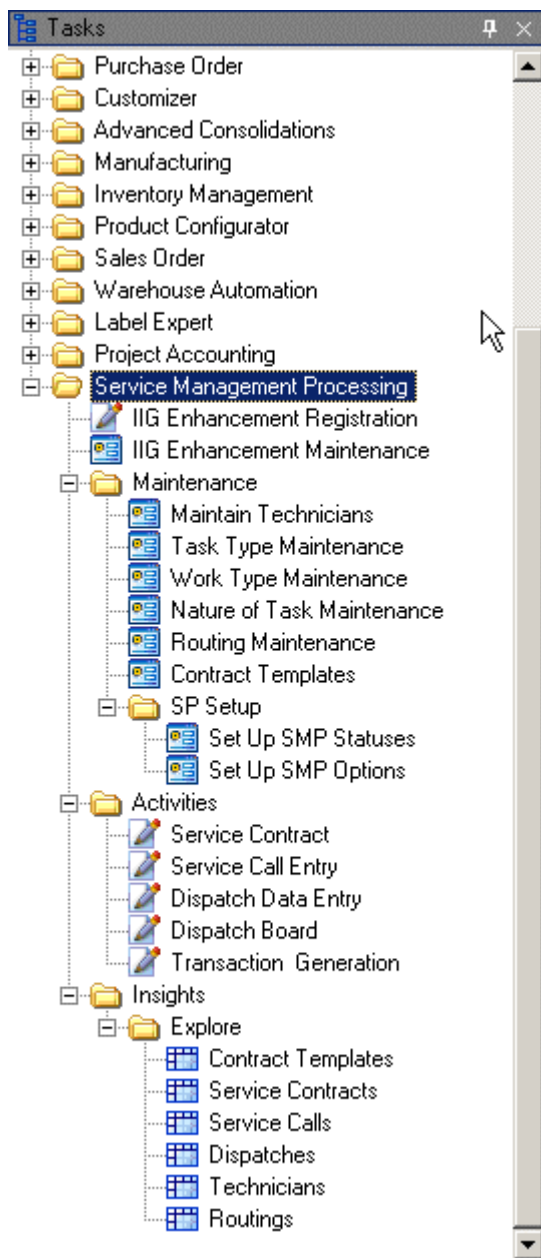 Tasks
Purchase Order
Customizer
Advanced Consolidations
Manufacturing
Inventory Management
Product Configurator
Sales Order
Warehouse Automation
Label Expert
Project Accounting
Service Management Processing
IIG Enhancement Registration
IIG Enhancement Maintenance
Maintenance
Maintain Technicians
Task Type Maintenance
Work Type Maintenance
Nature of Task Maintenance
Routing Maintenance
Contract Templates
SP Setup
Set Up SMP Statuses
Set Up SMP Options
Activities
Service Contract
Service Call Entry
Dispatch Data Entry
Dispatch Board
Transaction  Generation
Insights
Explore
Contract Templates
Service Contracts
Service Calls
Dispatches
Technicians
Routings